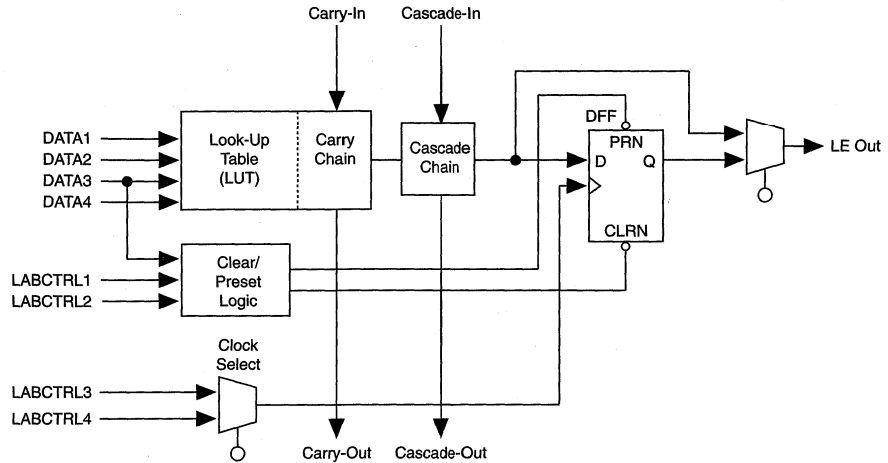 Carry-In
Cascade-In
DFF
DATA1
DATA2
DATA3
DATA4
Look-Up
Table
(LUT)
Carry
Chain
Cascade
Chain
PRN
D
Q
CLRN
LE Out
LABCTRL1
LABCTRL2
Clear/
Preset
Logic
Clock
Select
LABCTRL3
LABCTRL4
Carry-Out
Cascade-Out